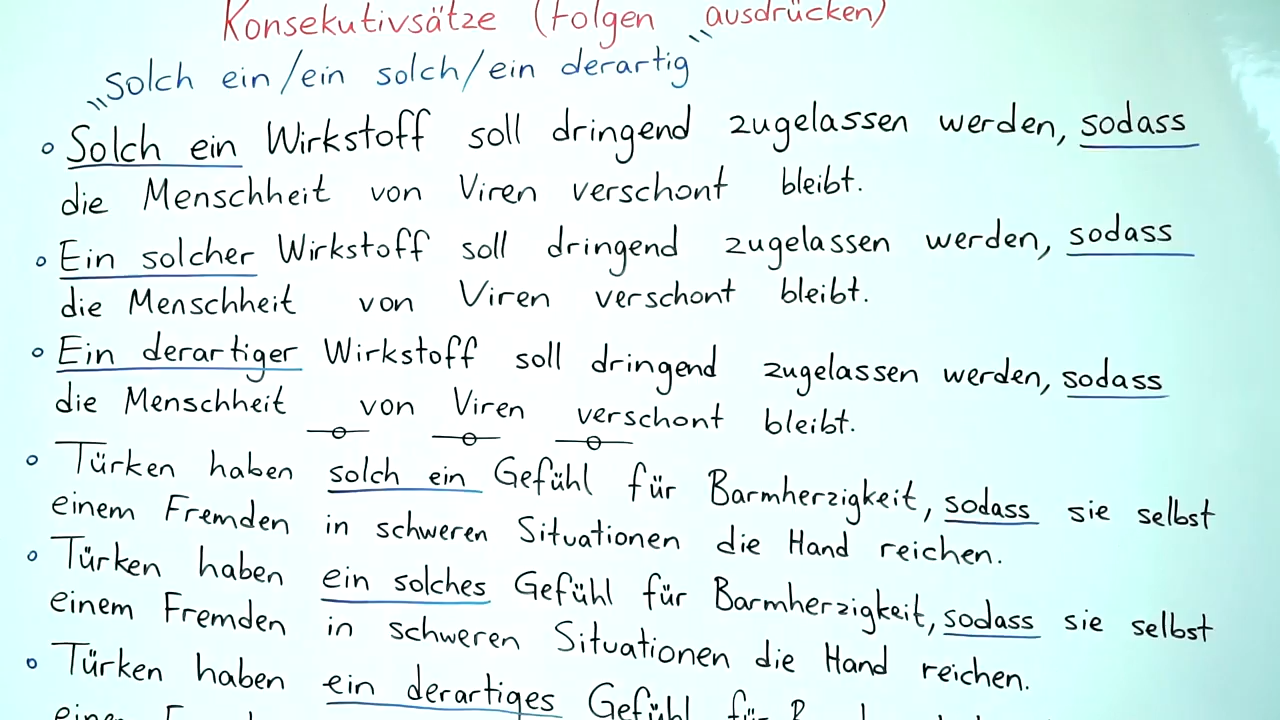 Konsekutivsätze (Folgen ausdrücken)
"Solch ein/ein solch/ein derartig"
• Solch ein Wirkstoff soll dringend zugelassen werden, sodass
die Menschheit von Viren verschont bleibt.
• Ein solcher Wirkstoff soll dringend zugelassen werden, sodass
die Menschheit von Viren verschont bleibt.
• Ein derartiger Wirkstoff soll dringend zugelassen werden, sodass
die Menschheit von Viren verschont bleibt.
• Türken haben solch ein Gefühl für Barmherzigkeit, sodass sie selbst
einem Fremden in schweren Situationen die Hand reichen.
• Türken haben ein solches Gefühl für Barmherzigkeit, sodass sie selbst
einem Fremden in schweren Situationen die Hand reichen.
• Türken haben ein derartiges Gefühl für